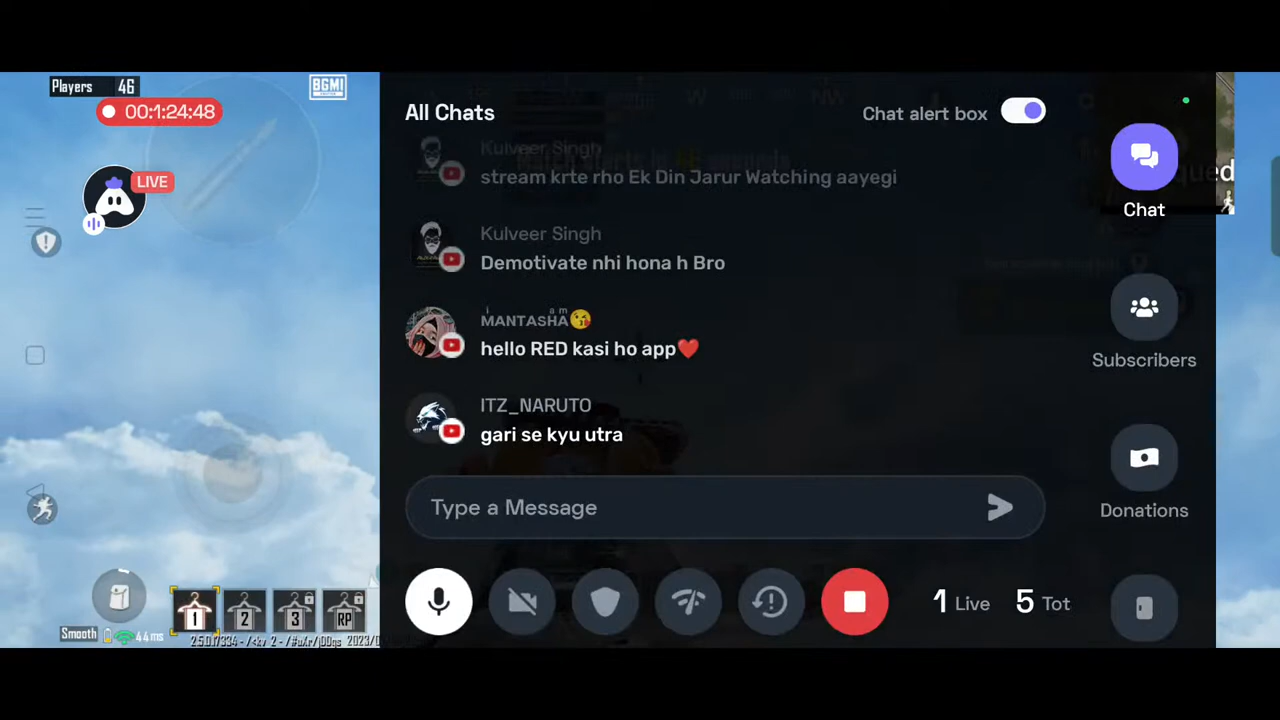 Players 46
BGMI
00:1:24:48
LIVE
All Chats
Chat alert box
Kulveer Singh
stream krte rho Ek Din Jarur Watching aayegi
Kulveer Singh
Demotivate nhi hona h Bro
MANTASHA😘
hello RED kasi ho app❤️
ITZ_NARUTO
gari se kyu utra
Type a Message
1 Live 5 Tot
Chat
Subscribers
Donations
1 2 3 RP
Smooth 44 ms